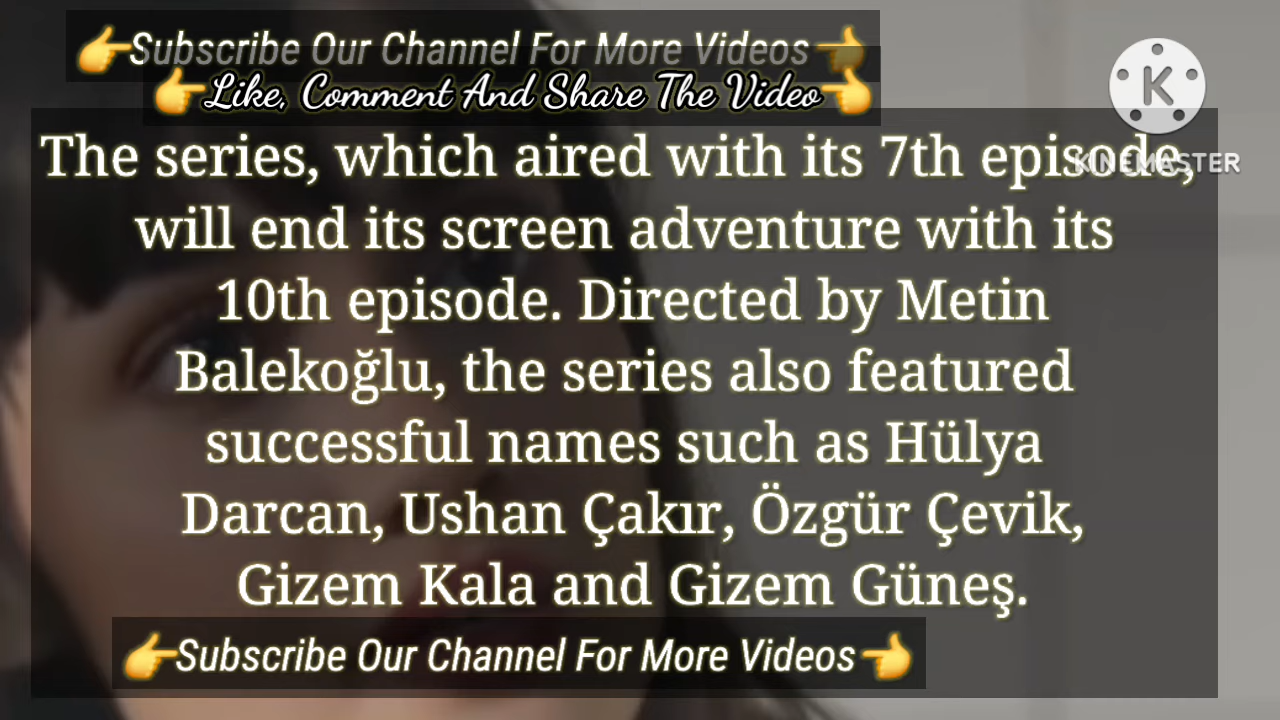 👉Subscribe Our Channel For More Videos👈
👉Like, Comment And Share The Video👈
K
KINEMASTER
The series, which aired with its 7th episode,
will end its screen adventure with its
10th episode. Directed by Metin
Balekoğlu, the series also featured
successful names such as Hülya
Darcan, Ushan Çakır, Özgür Çevik,
Gizem Kala and Gizem Güneş.
👉Subscribe Our Channel For More Videos👈